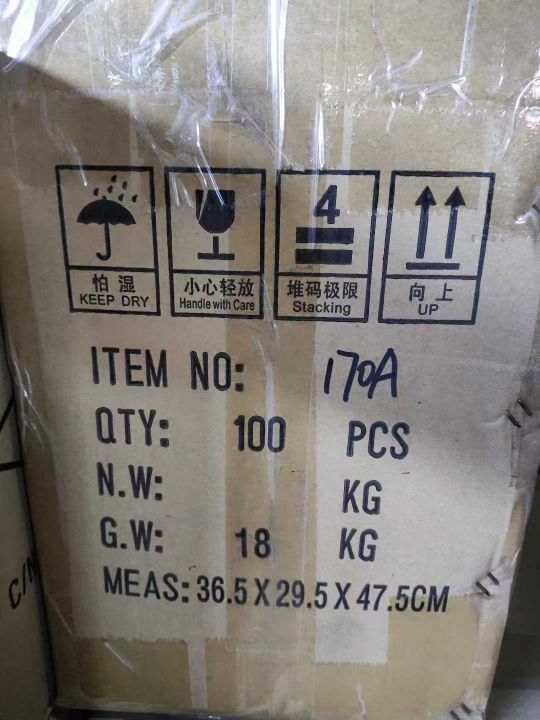 4
怕 湿
KEEP DRY
小心轻放
Handle with Care
堆码极限
Stacking
向 上
UP
ITEM NO: 170A
QTY: 100 PCS
N.W: KG
G.W: 18 KG
MEAS: 36.5 X 29.5 X 47.5CM